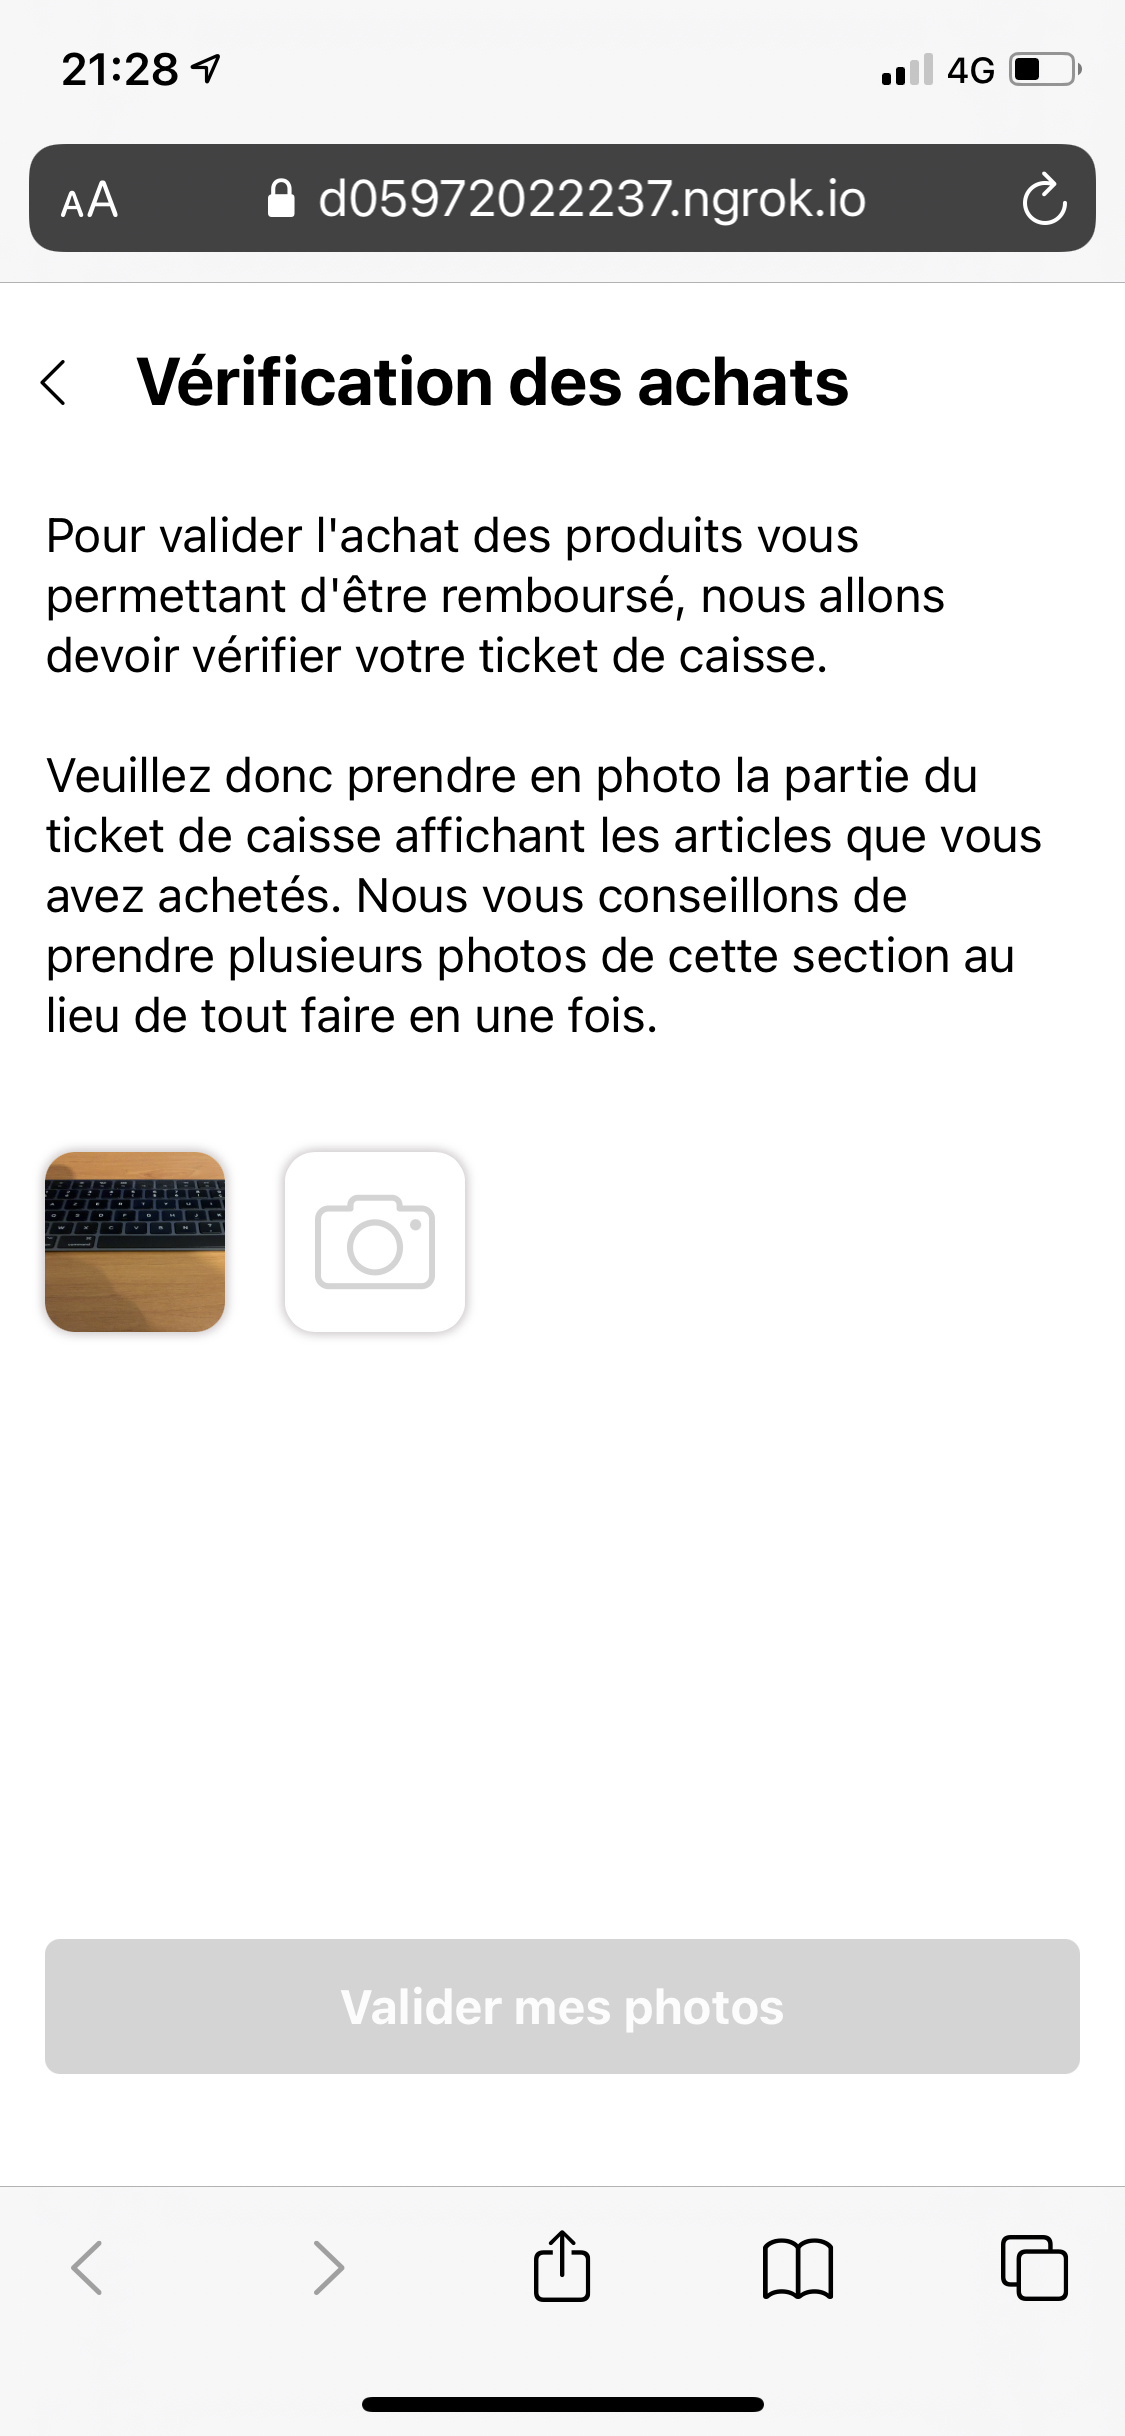 21:28
4G
AA
d05972022237.ngrok.io
Vérification des achats
Pour valider l'achat des produits vous
permettant d'être remboursé, nous allons
devoir vérifier votre ticket de caisse.
Veuillez donc prendre en photo la partie du
ticket de caisse affichant les articles que vous
avez achetés. Nous vous conseillons de
prendre plusieurs photos de cette section au
lieu de tout faire en une fois.
Valider mes photos